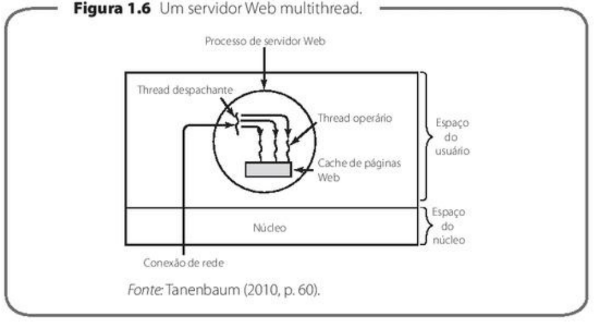 Figura 1.6 Um servidor Web multithread.
Processo de servidor Web
Thread despachante
Thread operário
Cache de páginas
Web
Espaço
do
usuário
Núcleo
Espaço
do
núcleo
Conexão de rede
Fonte: Tanenbaum (2010, p. 60).